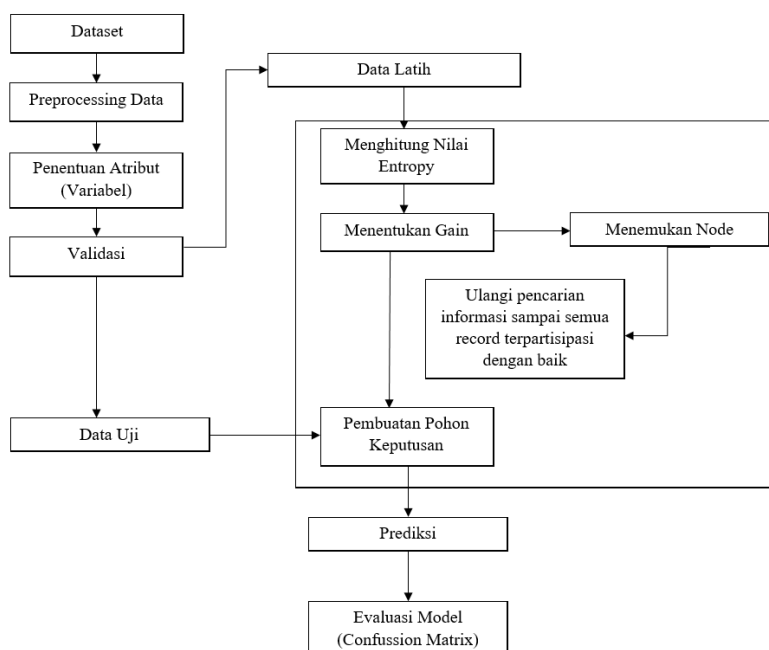 Dataset
Preprocessing Data
Penentuan Atribut
(Variabel)
Validasi
Data Uji
Data Latih
Menghitung Nilai
Entropy
Menentukan Gain
Menemukan Node
Ulangi pencarian
informasi sampai semua
record terpartisipasi
dengan baik
Pembuatan Pohon
Keputusan
Prediksi
Evaluasi Model
(Confussion Matrix)